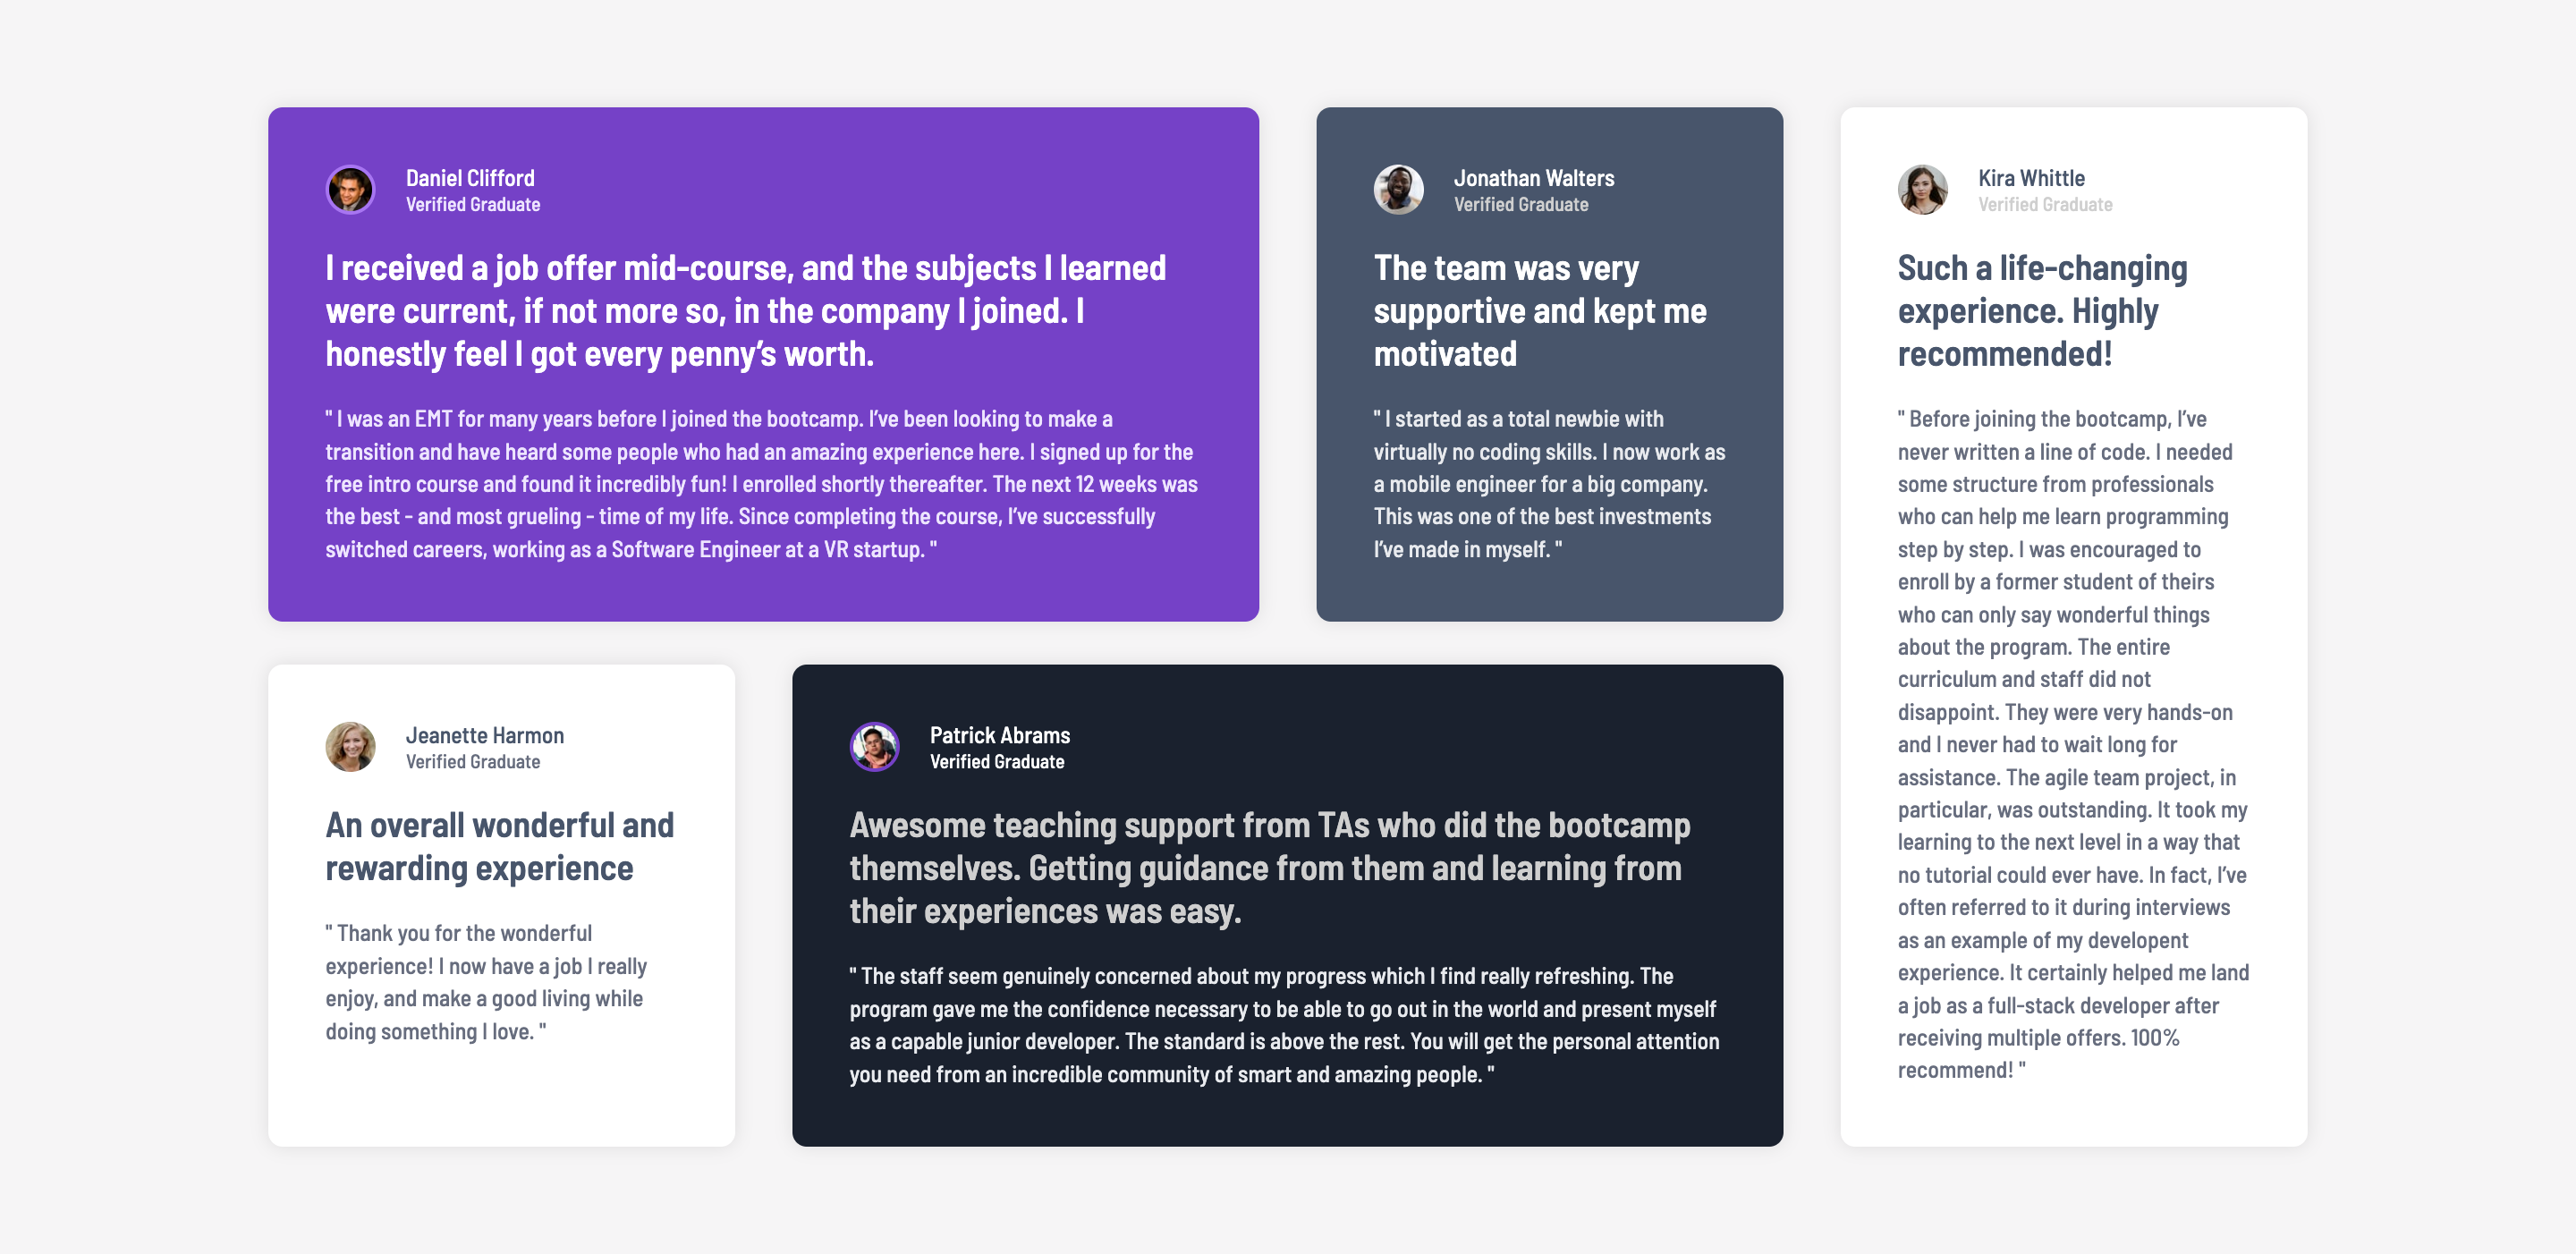 Daniel Clifford
Verified Graduate
I received a job offer mid-course, and the subjects I learned
were current, if not more so, in the company I joined. I
honestly feel I got every penny’s worth.
" I was an EMT for many years before I joined the bootcamp. I’ve been looking to make a
transition and have heard some people who had an amazing experience here. I signed up for the
free intro course and found it incredibly fun! I enrolled shortly thereafter. The next 12 weeks was
the best - and most grueling - time of my life. Since completing the course, I’ve successfully
switched careers, working as a Software Engineer at a VR startup. "
Jonathan Walters
Verified Graduate
The team was very
supportive and kept me
motivated
" I started as a total newbie with
virtually no coding skills. I now work as
a mobile engineer for a big company.
This was one of the best investments
I’ve made in myself. "
Kira Whittle
Verified Graduate
Such a life-changing
experience. Highly
recommended!
" Before joining the bootcamp, I’ve
never written a line of code. I needed
some structure from professionals
who can help me learn programming
step by step. I was encouraged to
enroll by a former student of theirs
who can only say wonderful things
about the program. The entire
curriculum and staff did not
disappoint. They were very hands-on
and I never had to wait long for
assistance. The agile team project, in
particular, was outstanding. It took my
learning to the next level in a way that
no tutorial could ever have. In fact, I’ve
often referred to it during interviews
as an example of my developent
experience. It certainly helped me land
a job as a full-stack developer after
receiving multiple offers. 100%
recommend! "
Jeanette Harmon
Verified Graduate
An overall wonderful and
rewarding experience
" Thank you for the wonderful
experience! I now have a job I really
enjoy, and make a good living while
doing something I love. "
Patrick Abrams
Verified Graduate
Awesome teaching support from TAs who did the bootcamp
themselves. Getting guidance from them and learning from
their experiences was easy.
" The staff seem genuinely concerned about my progress which I find really refreshing. The
program gave me the confidence necessary to be able to go out in the world and present myself
as a capable junior developer. The standard is above the rest. You will get the personal attention
you need from an incredible community of smart and amazing people. "